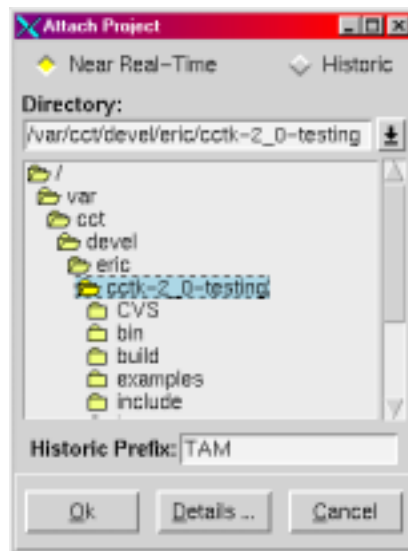 Attach Project
Near Real-Time Historic
Directory:
/var/cct/devel/eric/cctk-2_0-testing
/
var
cct
devel
eric
cctk-2_0-testing
CVS
bin
build
examples
include
Historic Prefix: TAM
Ok Details ... Cancel